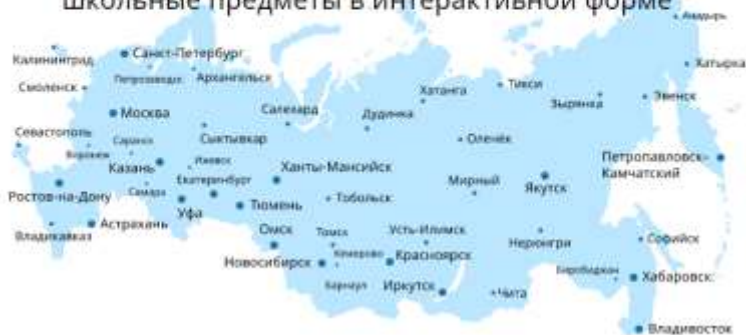 школьные предметы в интерактивной форме
Анадырь
Калининград
Санкт-Петербург
Хатырка
Петрозаводск
Архангельск
Смоленск
Хатанга
Тикси
Эвенск
Зырянка
Москва
Салехард
Дудинка
Севастополь
Саранск
Сыктывкар
Оленёк
Воронеж
Казань
Ижевск
Ханты-Мансийск
Петропавловск-
Камчатский
Екатеринбург
Мирный
Якутск
Ростов-на-Дону
Самара
Уфа
Тюмень
Тобольск
Астрахань
Владикавказ
Омск
Томск
Усть-Илимск
Нерюнгри
Софийск
Новосибирск
Кемерово
Красноярск
Биробиджан
Хабаровск
Барнаул
Иркутск
Чита
Владивосток